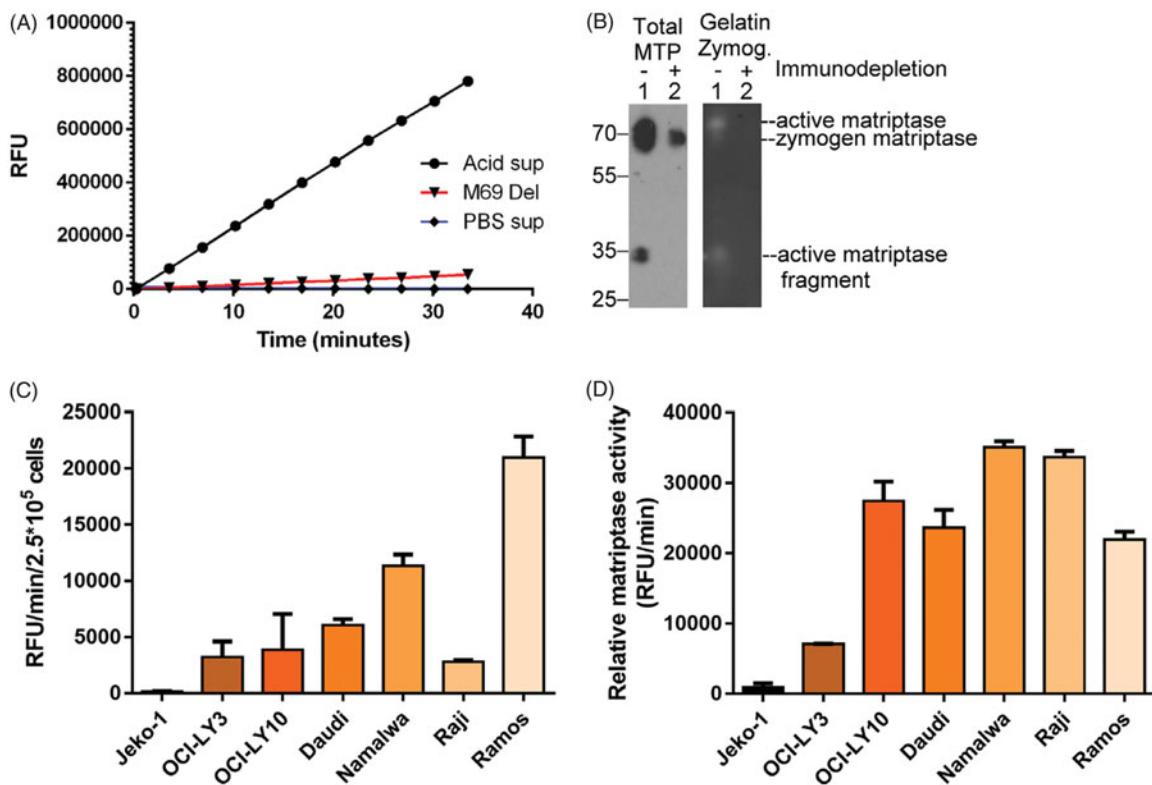 (A)
1000000
800000
600000
400000
200000
0
RFU
0 10 20 30 40
Time (minutes)
Acid sup
M69 Del
PBS sup
(B)
Total MTP
Gelatin Zymog.
- + - + Immunodepletion
1 2 1 2
70
55
35
25
--active matriptase
--zymogen matriptase
--active matriptase
fragment
(C)
25000
20000
15000
10000
5000
0
RFU/min/2.5*10⁵ cells
Jeko-1
OCI-LY3
OCI-LY10
Daudi
Namalwa
Raji
Ramos
(D)
40000
30000
20000
10000
0
Relative matriptase activity
(RFU/min)
Jeko-1
OCI-LY3
OCI-LY10
Daudi
Namalwa
Raji
Ramos